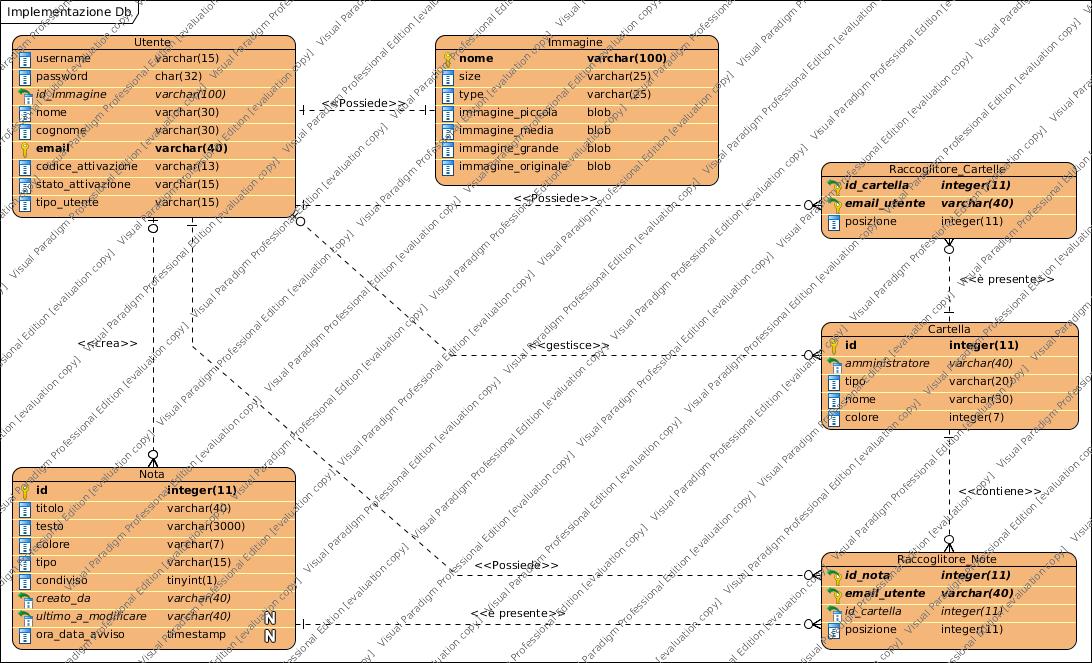 Implementazione Db
Utente
username varchar(15)
password char(32)
id_immagine varchar(100)
nome varchar(30)
cognome varchar(30)
email varchar(40)
codice_attivazione varchar(13)
stato_attivazione varchar(15)
tipo_utente varchar(15)
<<Possiede>>
Immagine
nome varchar(100)
size varchar(25)
type varchar(25)
immagine_piccola blob
immagine_media blob
immagine_grande blob
immagine_originale blob
<<Possiede>>
Raccoglitore_Cartelle
id_cartella integer(11)
email_utente varchar(40)
posizione integer(11)
<<è presente>>
<<crea>>
<<gestisce>>
Cartella
id integer(11)
amministratore varchar(40)
tipo varchar(20)
nome varchar(30)
colore integer(7)
<<contiene>>
Nota
id integer(11)
titolo varchar(40)
testo varchar(3000)
colore varchar(7)
tipo varchar(15)
condiviso tinyint(1)
creato_da varchar(40)
ultimo_a_modificare varchar(40) N
ora_data_avviso timestamp N
<<Possiede>>
<<è presente>>
Raccoglitore_Note
id_nota integer(11)
email_utente varchar(40)
id_cartella integer(11)
posizione integer(11)
Visual Paradigm Professional Edition [evaluation copy]